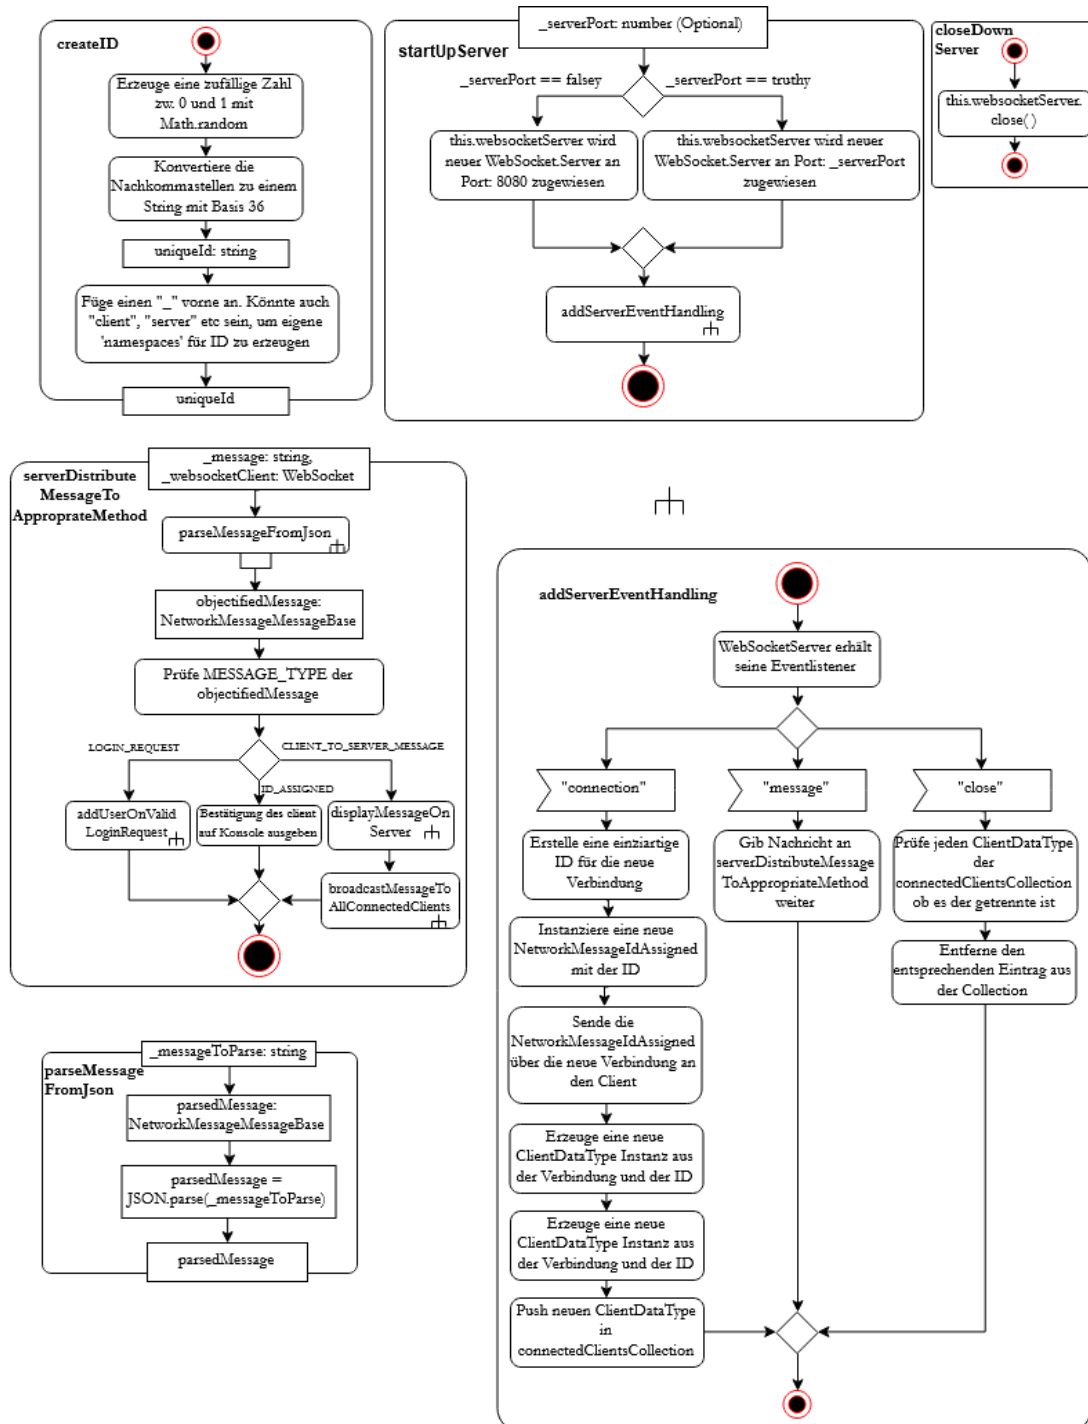 createID
Erzeuge eine zufällige Zahl
zw. 0 und 1 mit
Math.random
Konvertiere die
Nachkommastellen zu einem
String mit Basis 36
uniqueId: string
Füge einen "_" vorne an. Könnte auch
"client", "server" etc sein, um eigene
'namespaces' für ID zu erzeugen
uniqueId
_serverPort: number (Optional)
startUpServer
_serverPort == falsey
_serverPort == truthy
this.websocketServer wird
neuer WebSocket.Server an
Port: 8080 zugewiesen
this.websocketServer wird neuer
WebSocket.Server an Port: _serverPort
zugewiesen
addServerEventHandling
closeDown
Server
this.websocketServer.
close( )
_message: string,
_websocketClient: WebSocket
serverDistribute
MessageTo
ApproprateMethod
parseMessageFromJson
objectifiedMessage:
NetworkMessageMessageBase
Prüfe MESSAGE_TYPE der
objectifiedMessage
LOGIN_REQUEST
CLIENT_TO_SERVER_MESSAGE
ID_ASSIGNED
addUserOnValid
LoginRequest
Bestätigung des client
auf Konsole ausgeben
displayMessageOn
Server
broadcastMessageTo
AllConnectedClients
_messageToParse: string
parseMessage
FromJson
parsedMessage:
NetworkMessageMessageBase
parsedMessage =
JSON.parse(_messageToParse)
parsedMessage
addServerEventHandling
WebSocketServer erhält
seine Eventlistener
"connection"
"message"
"close"
Erstelle eine einziartige
ID für die neue
Verbindung
Instanziere eine neue
NetworkMessageIdAssigned
mit der ID
Sende die
NetworkMessageIdAssigned
über die neue Verbindung an
den Client
Erzeuge eine neue
ClientDataType Instanz aus
der Verbindung und der ID
Erzeuge eine neue
ClientDataType Instanz aus
der Verbindung und der ID
Push neuen ClientDataType
in
connectedClientsCollection
Gib Nachricht an
serverDistributeMessage
ToAppropriateMethod
weiter
Prüfe jeden ClientDataType
der
connectedClientsCollection
ob es der getrennte ist
Entferne den
entsprechenden Eintrag aus
der Collection